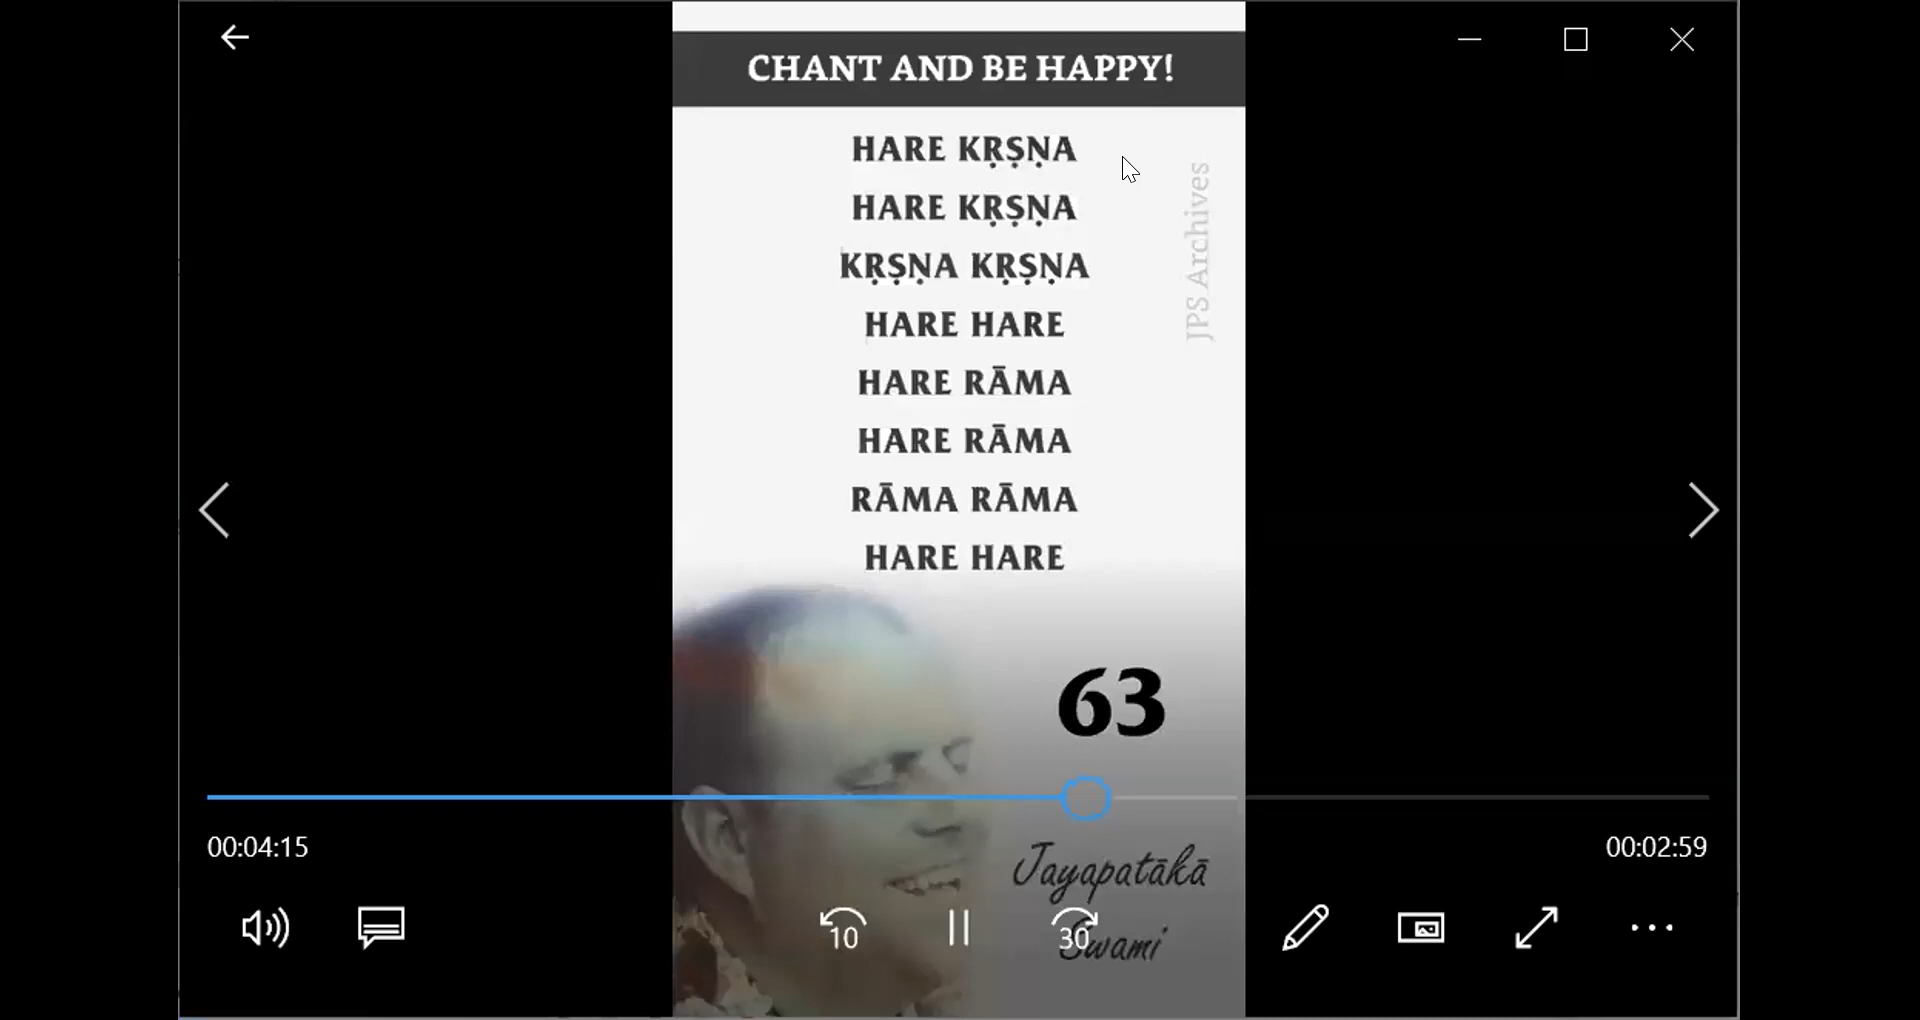 CHANT AND BE HAPPY!
HARE KṚṢṆA
HARE KṚṢṆA
KṚṢṆA KṚṢṆA
HARE HARE
HARE RĀMA
HARE RĀMA
RĀMA RĀMA
HARE HARE
JPS Archives
63
00:04:15
00:02:59
Jayapatākā
Swami
10
30